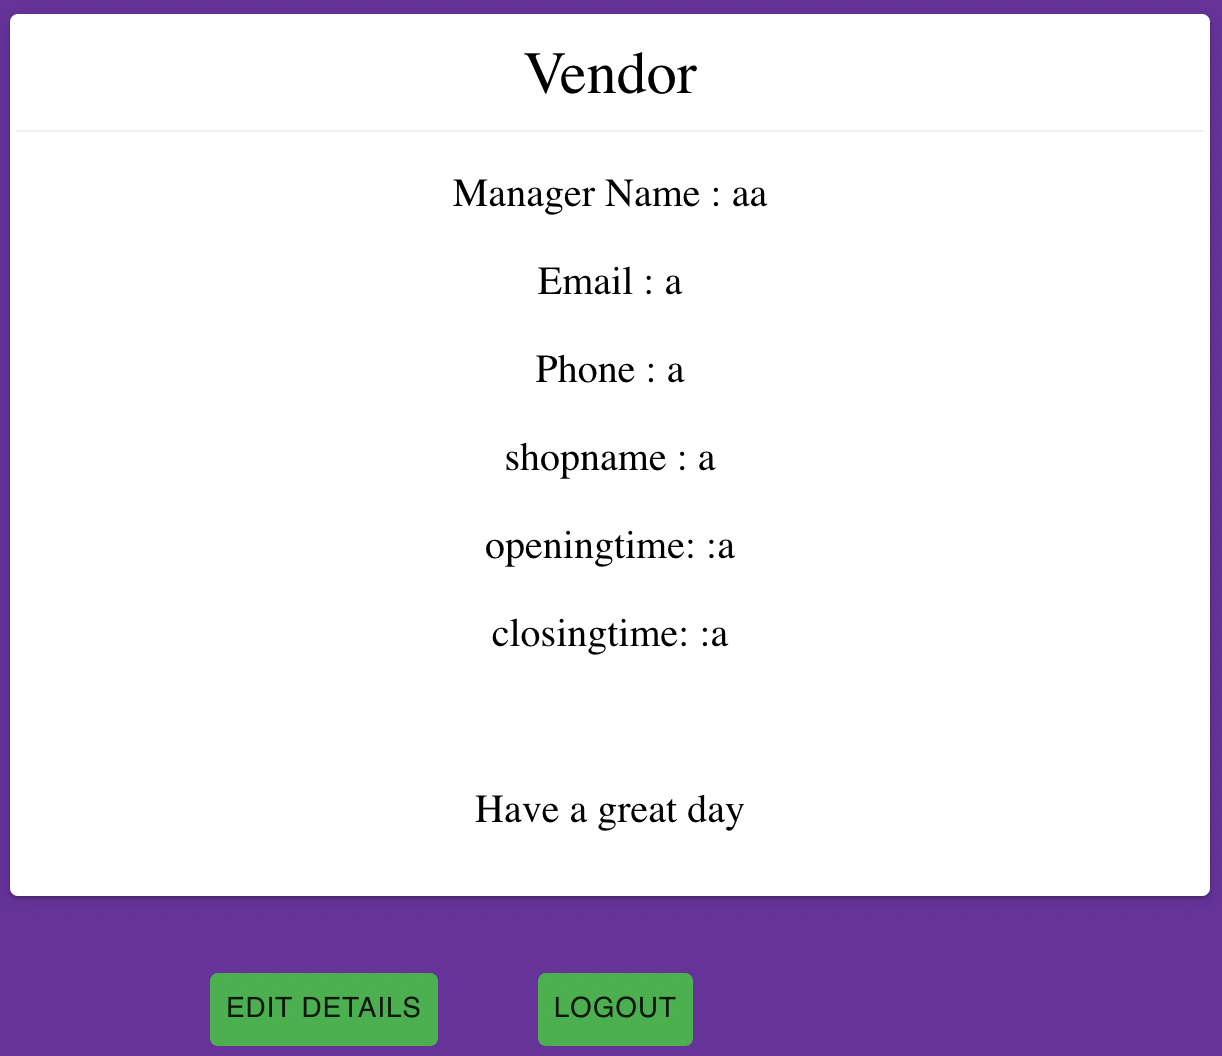 Vendor
Manager Name : aa
Email : a
Phone : a
shopname : a
openingtime: :a
closingtime: :a
Have a great day
EDIT DETAILS
LOGOUT